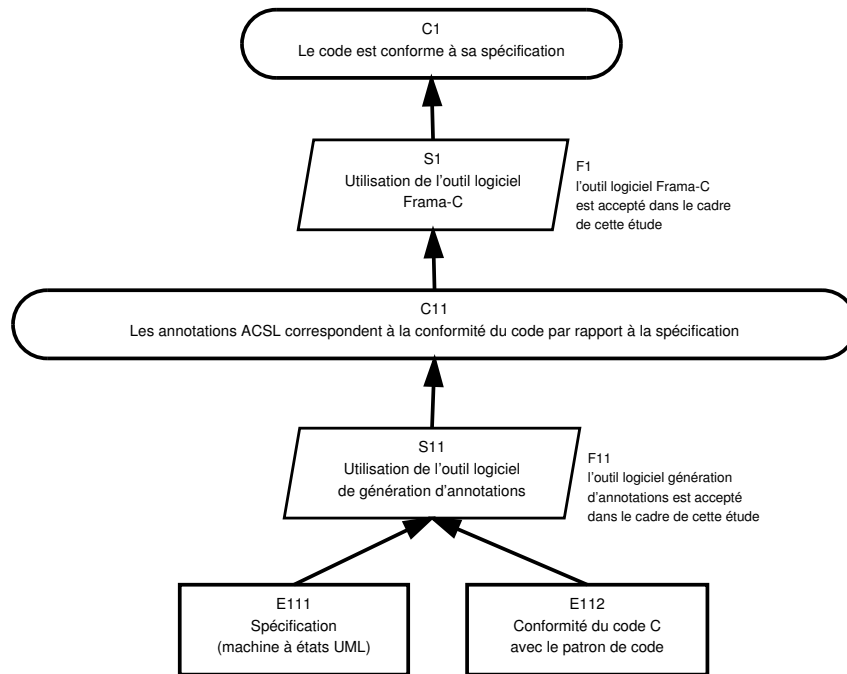 C1
Le code est conforme à sa spécification
S1
Utilisation de l'outil logiciel
Frama-C
F1
l'outil logiciel Frama-C
est accepté dans le cadre
de cette étude
C11
Les annotations ACSL correspondent à la conformité du code par rapport à la spécification
S11
Utilisation de l'outil logiciel
de génération d'annotations
F11
l'outil logiciel génération
d'annotations est accepté
dans le cadre de cette étude
E111
Spécification
(machine à états UML)
E112
Conformité du code C
avec le patron de code